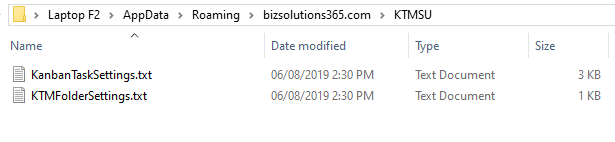 Laptop F2 > AppData > Roaming > bizsolutions365.com > KTMSU
Name Date modified Type Size
KanbanTaskSettings.txt 06/08/2019 2:30 PM Text Document 3 KB
KTMFolderSettings.txt 06/08/2019 2:30 PM Text Document 1 KB